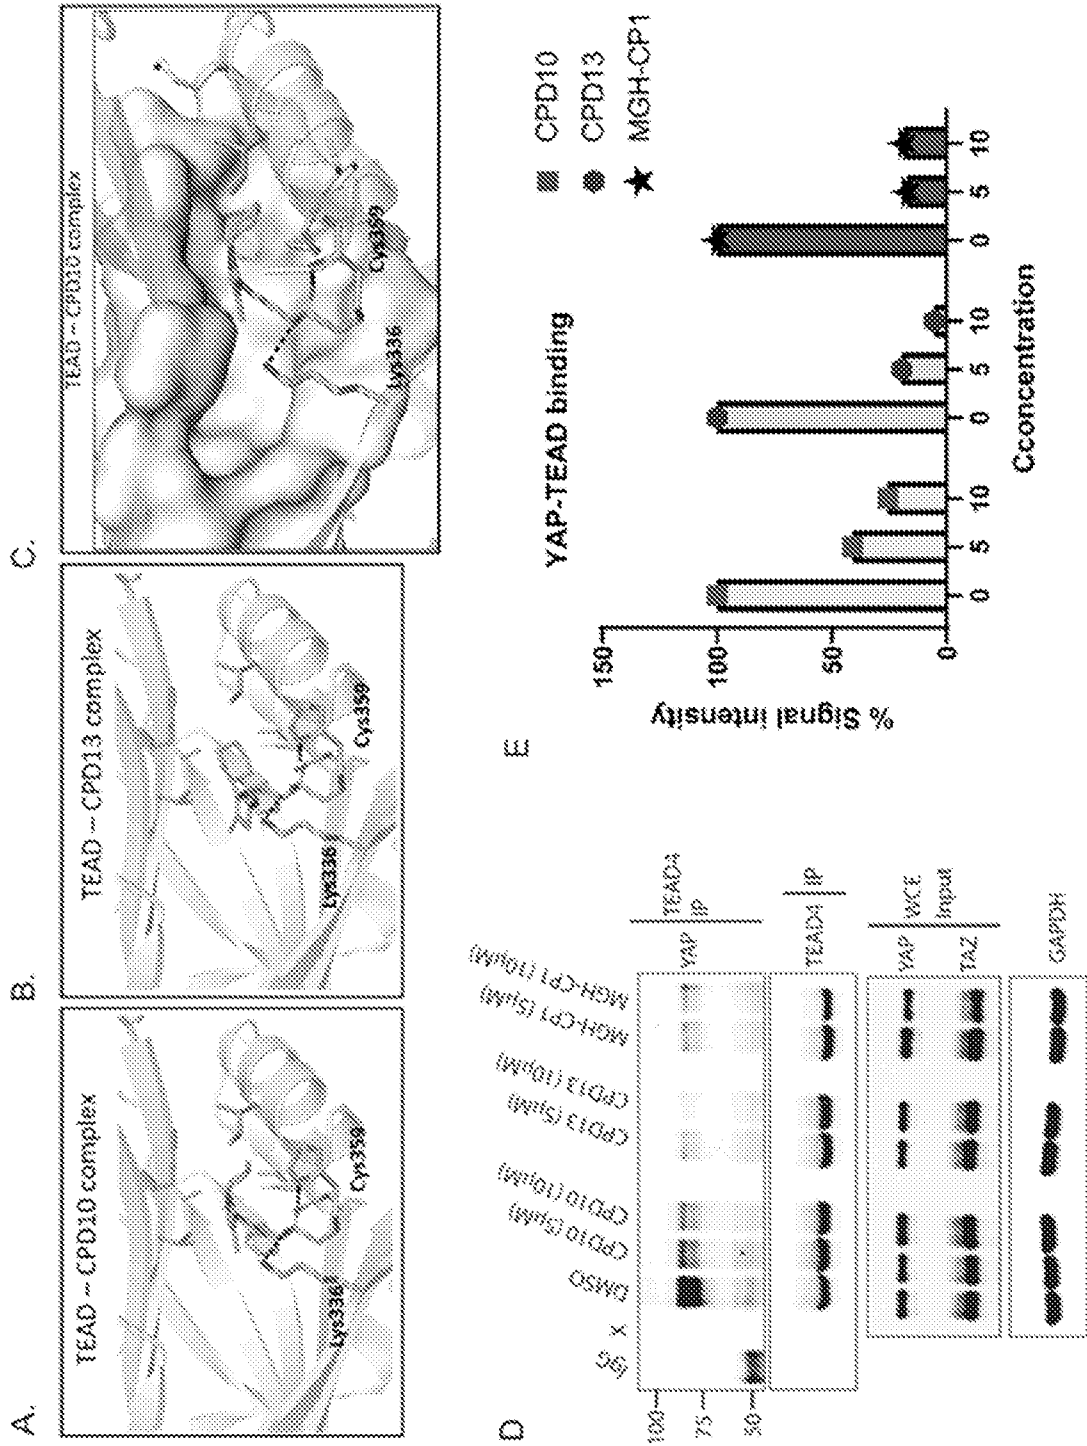 A.
TEAD -- CPD10 complex
Lys336
Cys359
B.
TEAD -- CPD13 complex
Lys336
Cys359
C.
TEAD -- CPD10 complex
Lys336
Cys359
D
IgG
X
DMSO
CPD10 (5μM)
CPD10 (10μM)
CPD13 (5μM)
CPD13 (10μM)
MGH-CP1 (5μM)
MGH-CP1 (10μM)
100
75
50
YAP
TEAD4
IP
TEAD4
IP
YAP
TAZ
WCE
Input
GAPDH
E
YAP-TEAD binding
CPD10
CPD13
MGH-CP1
% Signal intensity
150
100
50
0
0 5 10 0 5 10 0 5 10
Cconcentration